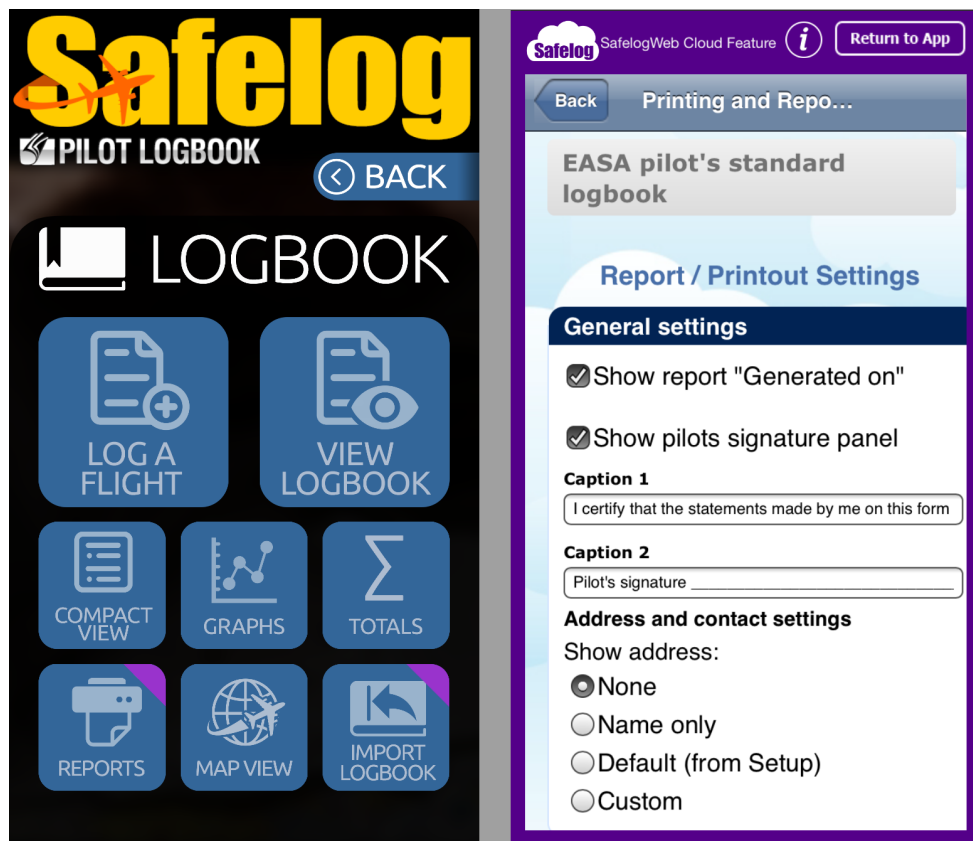 Safelog
PILOT LOGBOOK
BACK
LOGBOOK
LOG A
FLIGHT
VIEW
LOGBOOK
COMPACT
VIEW
GRAPHS
TOTALS
REPORTS
MAP VIEW
IMPORT
LOGBOOK
Safelog
SafelogWeb Cloud Feature
i
Return to App
Back
Printing and Repo...
EASA pilot's standard
logbook
Report / Printout Settings
General settings
Show report "Generated on"
Show pilots signature panel
Caption 1
I certify that the statements made by me on this form
Caption 2
Pilot's signature ____________________________
Address and contact settings
Show address:
None
Name only
Default (from Setup)
Custom